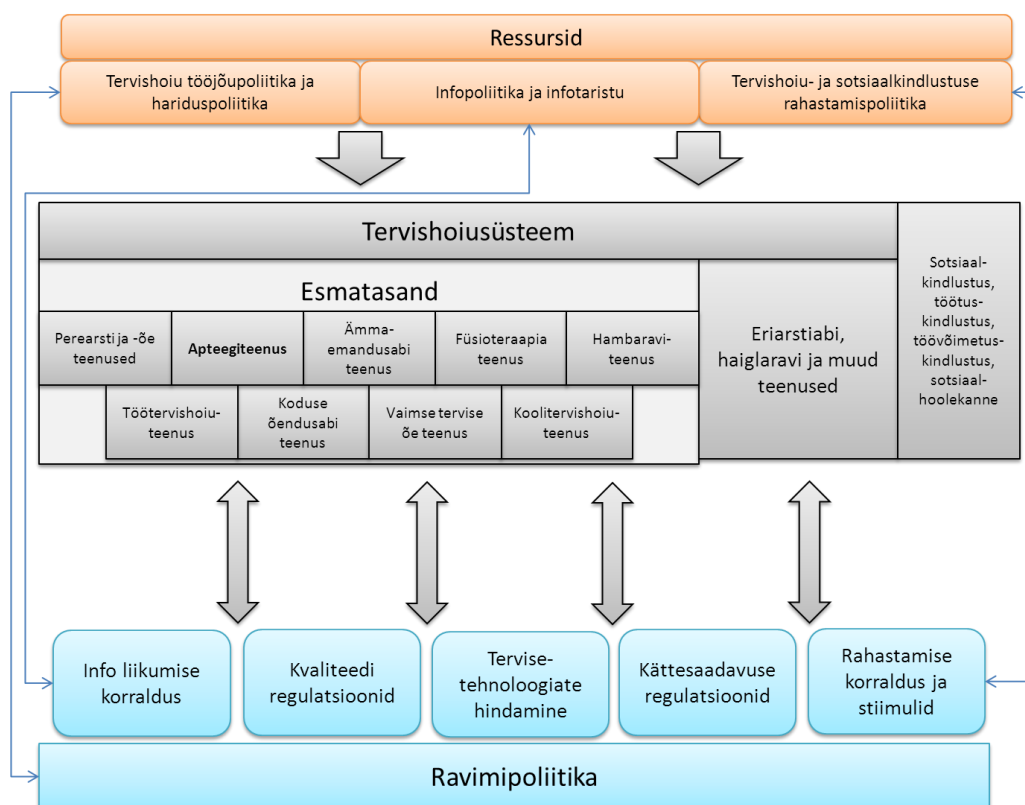 Ressursid
Tervishoiu tööjõupoliitika ja
hariduspoliitika
Infopoliitika ja infotaristu
Tervishoiu- ja sotsiaalkindlustuse
rahastamispoliitika
Tervishoiusüsteem
Sotsiaal-
kindlustus,
töötus-
kindlustus,
töövõimetus-
kindlustus,
sotsiaal-
hoolekanne
Esmatasand
Perearsti ja -õe
teenused
Apteegiteenus
Ämma-
emandusabi
teenus
Füsioteraapia
teenus
Hambaravi-
teenus
Eriarstiabi,
haiglaravi ja muud
teenused
Töötervishoiu-
teenus
Koduse
õendusabi
teenus
Vaimse tervise
õe teenus
Koolitervishoiu-
teenus
Info liikumise
korraldus
Kvaliteedi
regulatsioonid
Tervise-
tehnoloogiate
hindamine
Kättesaadavuse
regulatsioonid
Rahastamise
korraldus ja
stiimulid
Ravimipoliitika